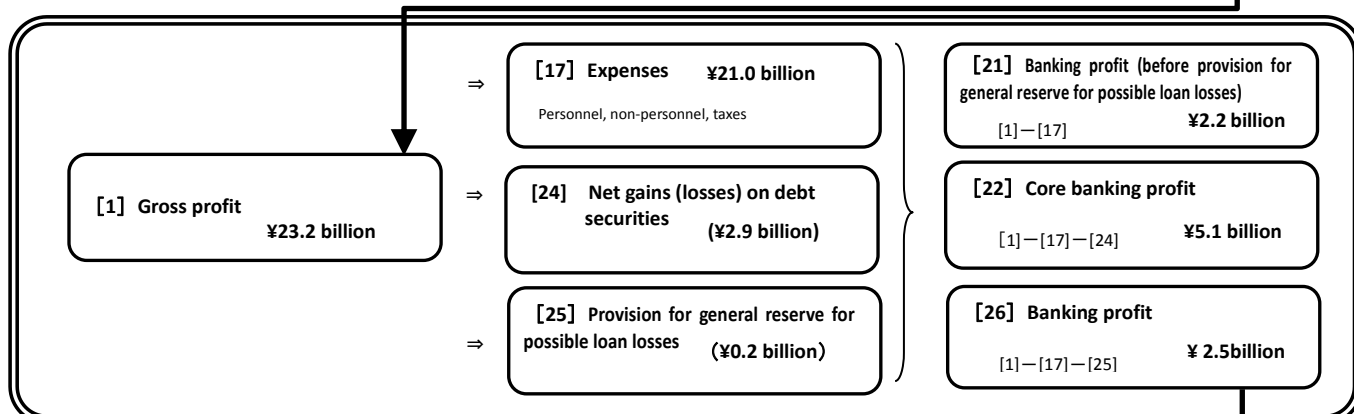 [1] Gross profit
¥23.2 billion
⇒
[17] Expenses ¥21.0 billion
Personnel, non-personnel, taxes
⇒
[24] Net gains (losses) on debt
securities (¥2.9 billion)
⇒
[25] Provision for general reserve for
possible loan losses (¥0.2 billion)
[21] Banking profit (before provision for
general reserve for possible loan losses)
[1]－[17] ¥2.2 billion
[22] Core banking profit
[1]－[17]－[24] ¥5.1 billion
[26] Banking profit
[1]－[17]－[25] ¥ 2.5billion